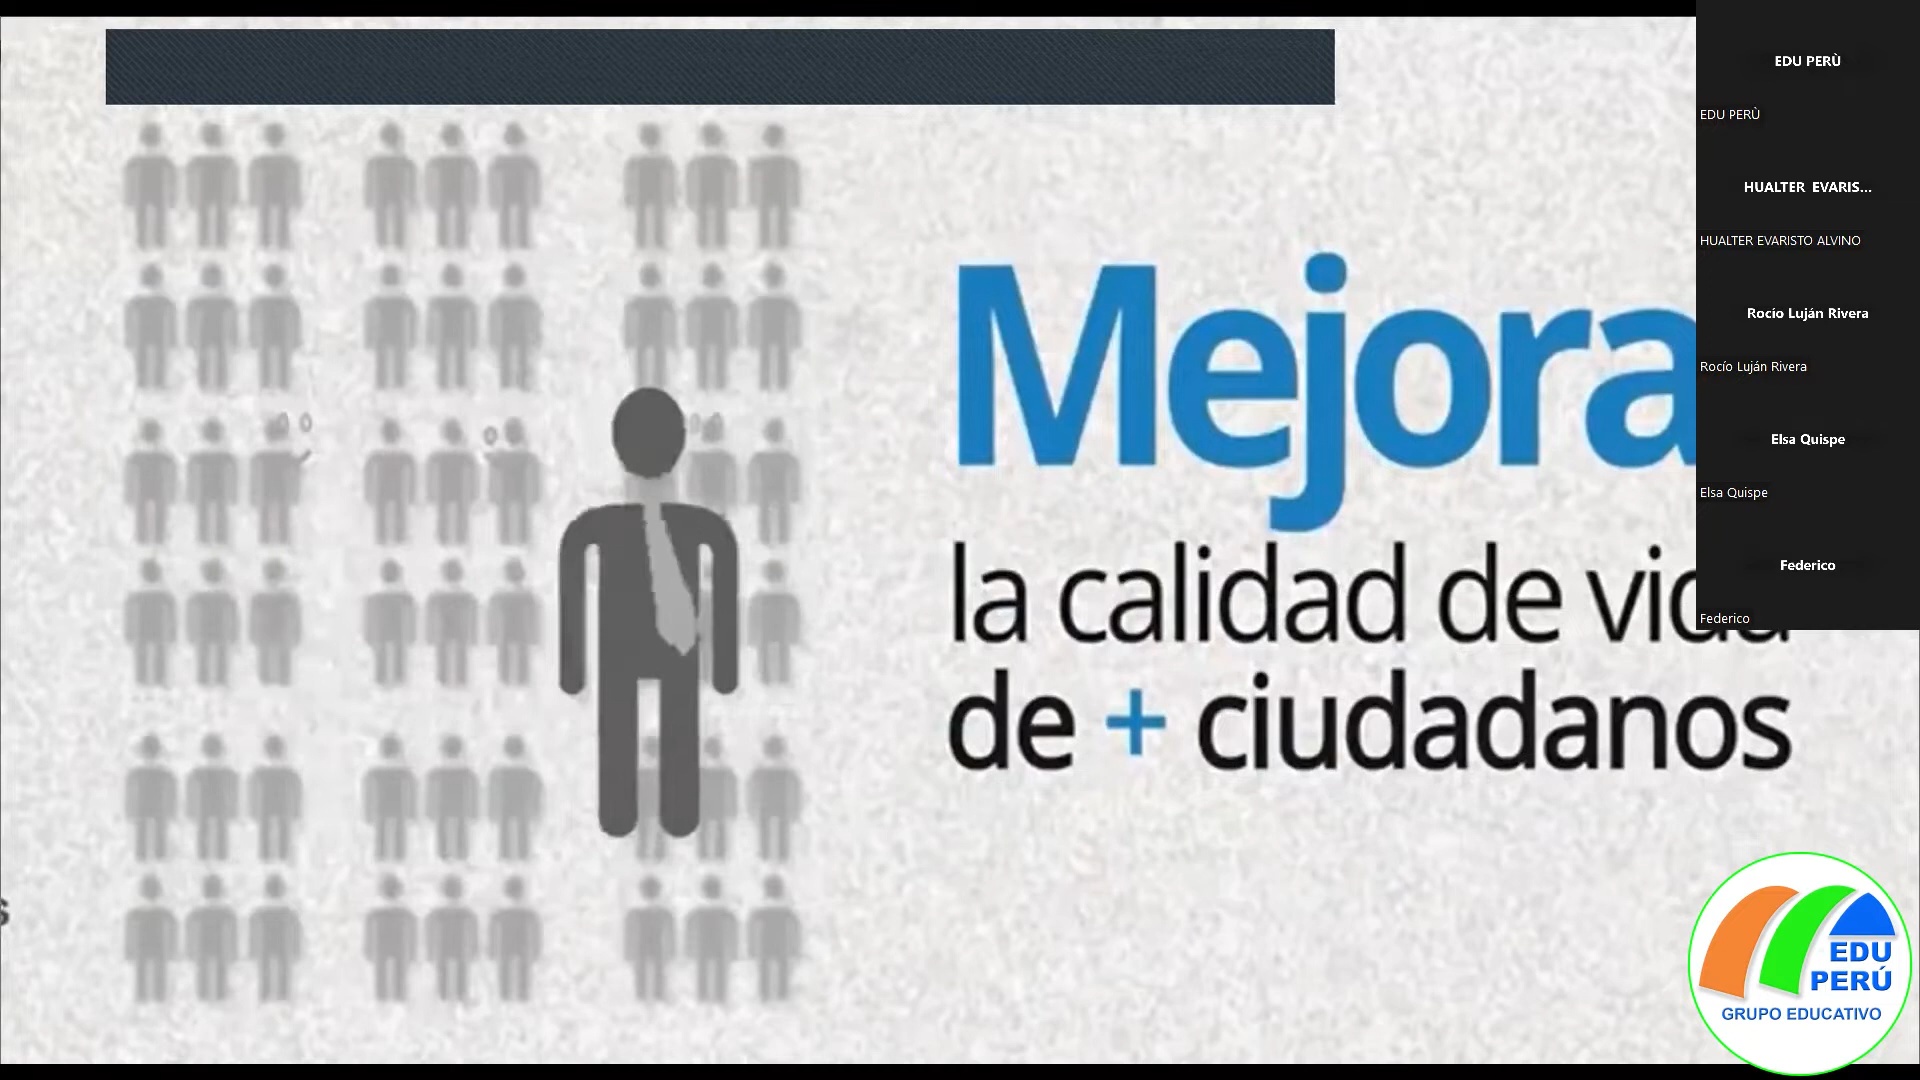 Mejora
la calidad de vida
de + ciudadanos
EDU PERÙ
EDU PERÙ
HUALTER EVARIS...
HUALTER EVARISTO ALVINO
Rocío Luján Rivera
Rocío Luján Rivera
Elsa Quispe
Elsa Quispe
Federico
Federico
EDU
PERÚ
GRUPO EDUCATIVO